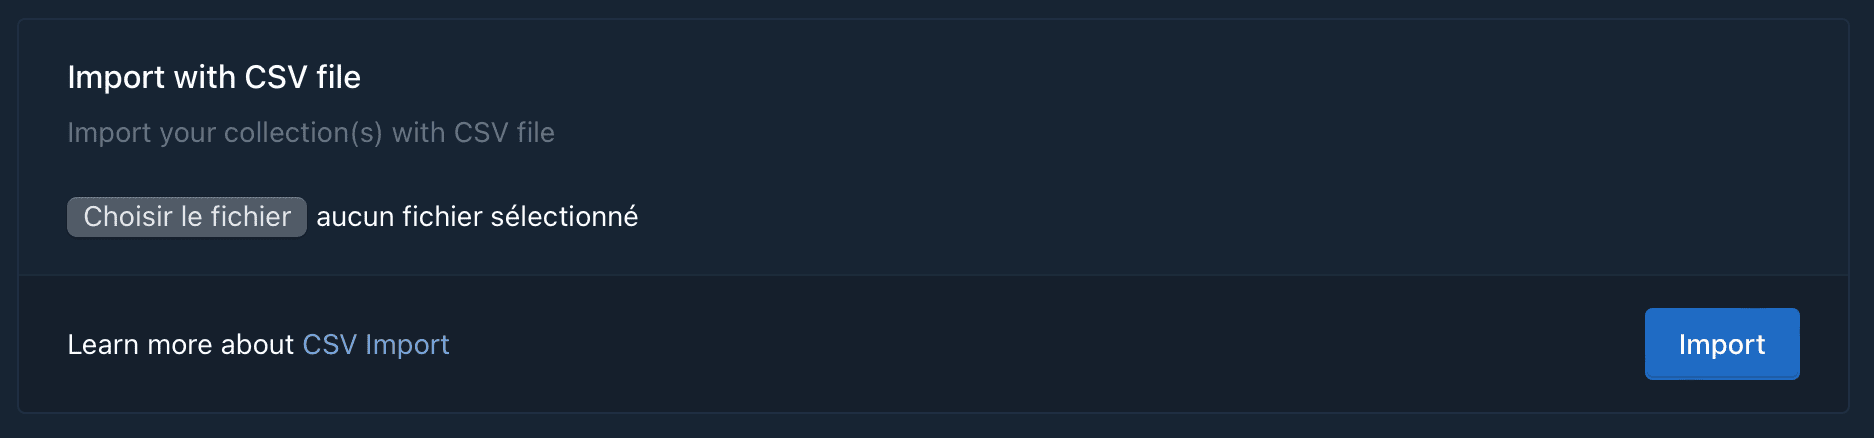 Import with CSV file
Import your collection(s) with CSV file
Choisir le fichier aucun fichier sélectionné
Learn more about CSV Import
Import